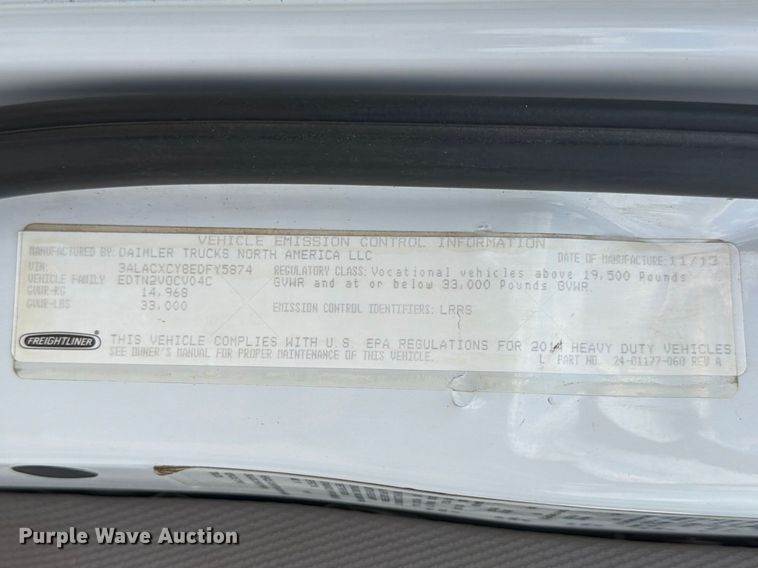 VEHICLE EMISSION CONTROL INFORMATION
MANUFACTURED BY: DAIMLER TRUCKS NORTH AMERICA LLC DATE OF MANUFACTURE: 11/13
VIN: 3ALACXCY8EDFY5874 REGULATORY CLASS: Vocational vehicles above 19,500 Pounds
VEHICLE FAMILY EDTN2VOCV04C GVWR and at or below 33,000 Pounds GVWR.
GVWR-KG 14,968
GVWR-LBS 33,000 EMISSION CONTROL IDENTIFIERS: LRRS
FREIGHTLINER THIS VEHICLE COMPLIES WITH U.S. EPA REGULATIONS FOR 2014 HEAVY DUTY VEHICLES.
SEE OWNER'S MANUAL FOR PROPER MAINTENANCE OF THIS VEHICLE. L PART NO. 24-01177-060 REV A
Purple Wave Auction